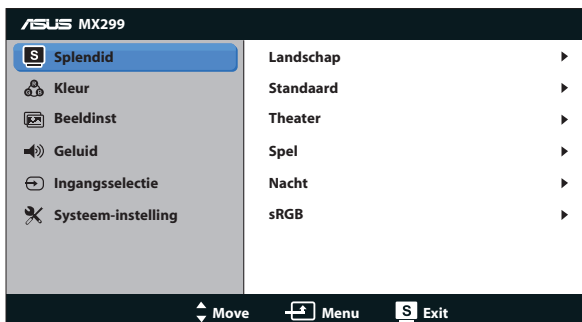 ASUS MX299
S Splendid
Kleur
Beeldinst
Geluid
Ingangsselectie
Systeem-instelling
Landschap
Standaard
Theater
Spel
Nacht
sRGB
Move Menu S Exit